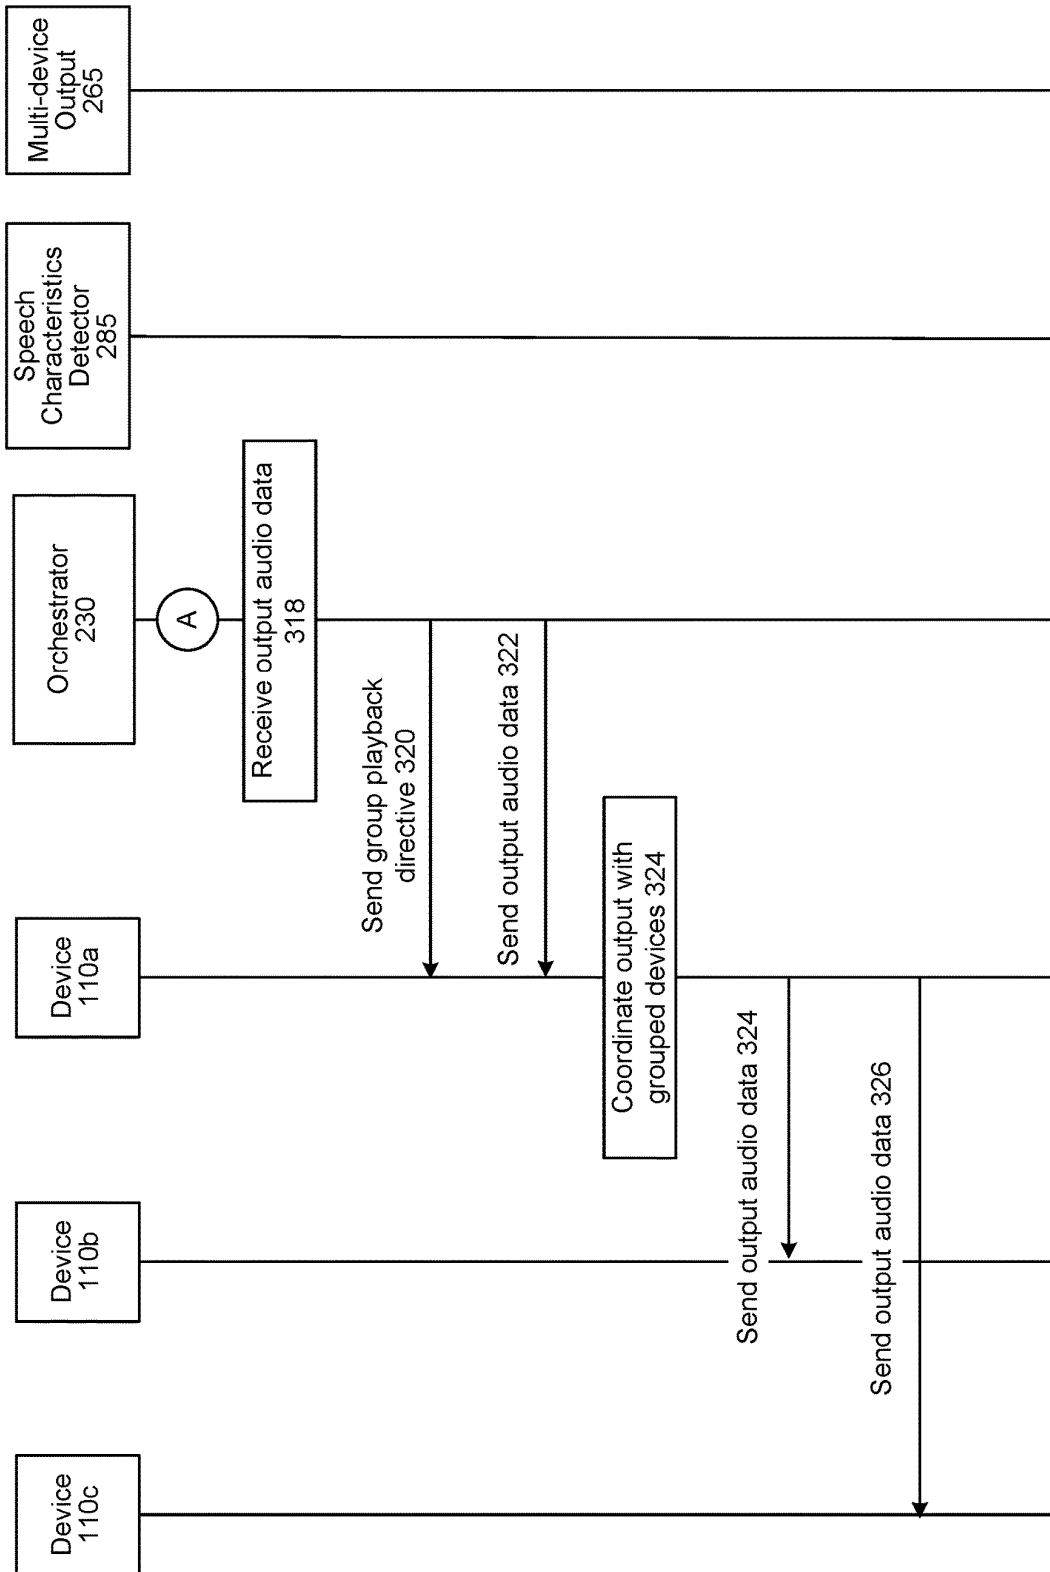 Device
110c
Device
110b
Device
110a
Orchestrator
230
Speech
Characteristics
Detector
285
Multi-device
Output
265
A
Receive output audio data
318
Send group playback
directive 320
Send output audio data 322
Coordinate output with
grouped devices 324
Send output audio data 324
Send output audio data 326